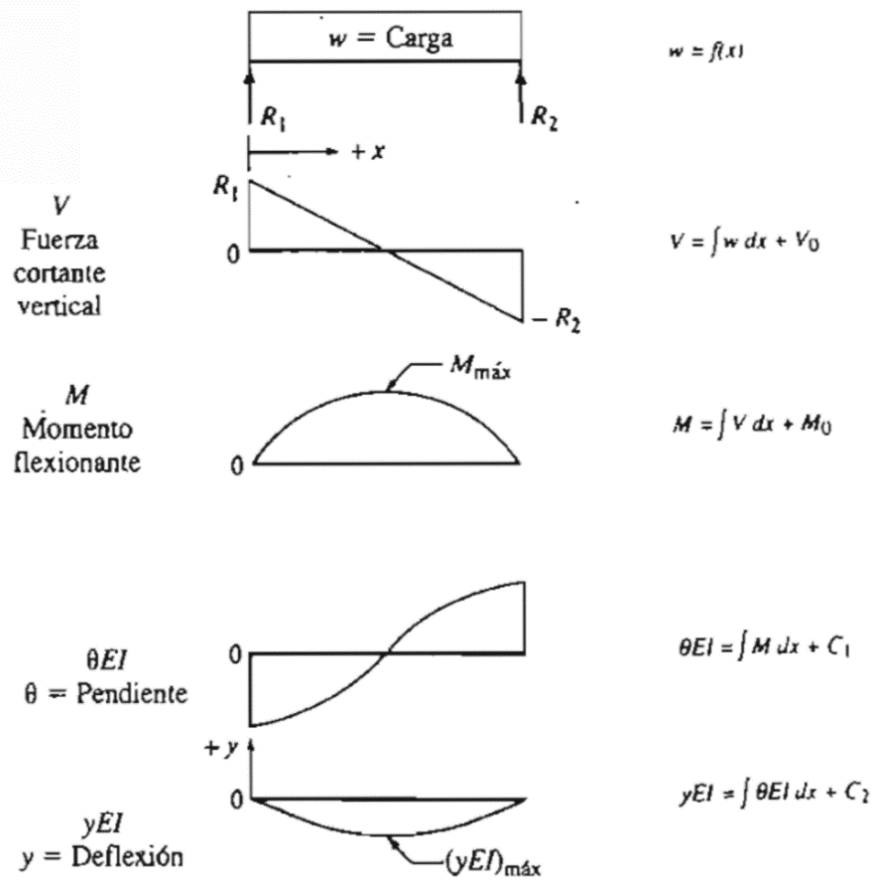 w = Carga
w = f(x)
R₁
R₂
+ x
R₁
V
Fuerza
cortante
vertical
0
V = ∫ w dx + V₀
– R₂
M
Momento
flexionante
M máx
0
M = ∫ V dx + M₀
θEI
θ = Pendiente
0
θEI = ∫ M dx + C₁
+ y
0
yEI
y = Deflexión
(yEI)máx
yEI = ∫ θEI dx + C₂